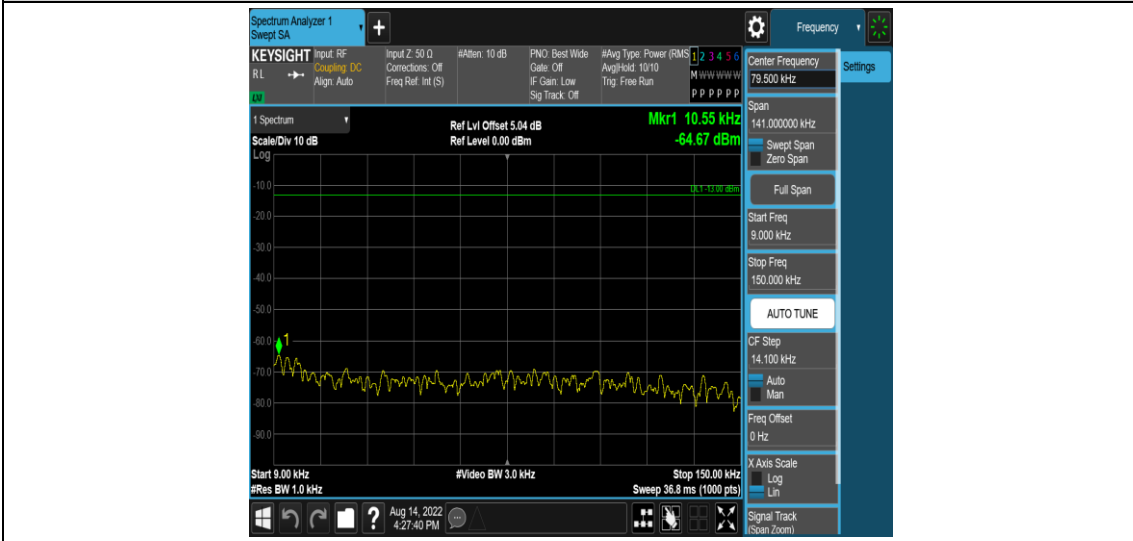 Spectrum Analyzer 1
Swept SA
+
Frequency
KEYSIGHT
RL
Input: RF
Coupling: DC
Align: Auto
Input Z: 50 Ω
Corrections: Off
Freq Ref: Int (S)
#Atten: 10 dB
PNO: Best Wide
Gate: Off
IF Gain: Low
Sig Track: Off
#Avg Type: Power (RMS
Avg|Hold: 10/10
Trig: Free Run
1 2 3 4 5 6
M W W W W W
P P P P P P
1 Spectrum
Scale/Div 10 dB
Log
Ref Lvl Offset 5.04 dB
Ref Level 0.00 dBm
Mkr1 10.55 kHz
-64.67 dBm
DL1 -13.00 dBm
-10.0
-20.0
-30.0
-40.0
-50.0
-60.0
-70.0
-80.0
-90.0
1
Start 9.00 kHz
#Res BW 1.0 kHz
#Video BW 3.0 kHz
Stop 150.00 kHz
Sweep 36.8 ms (1000 pts)
Center Frequency
79.500 kHz
Settings
Span
141.000000 kHz
Swept Span
Zero Span
Full Span
Start Freq
9.000 kHz
Stop Freq
150.000 kHz
AUTO TUNE
CF Step
14.100 kHz
Auto
Man
Freq Offset
0 Hz
X Axis Scale
Log
Lin
Signal Track
(Span Zoom)
?
Aug 14, 2022
4:27:40 PM